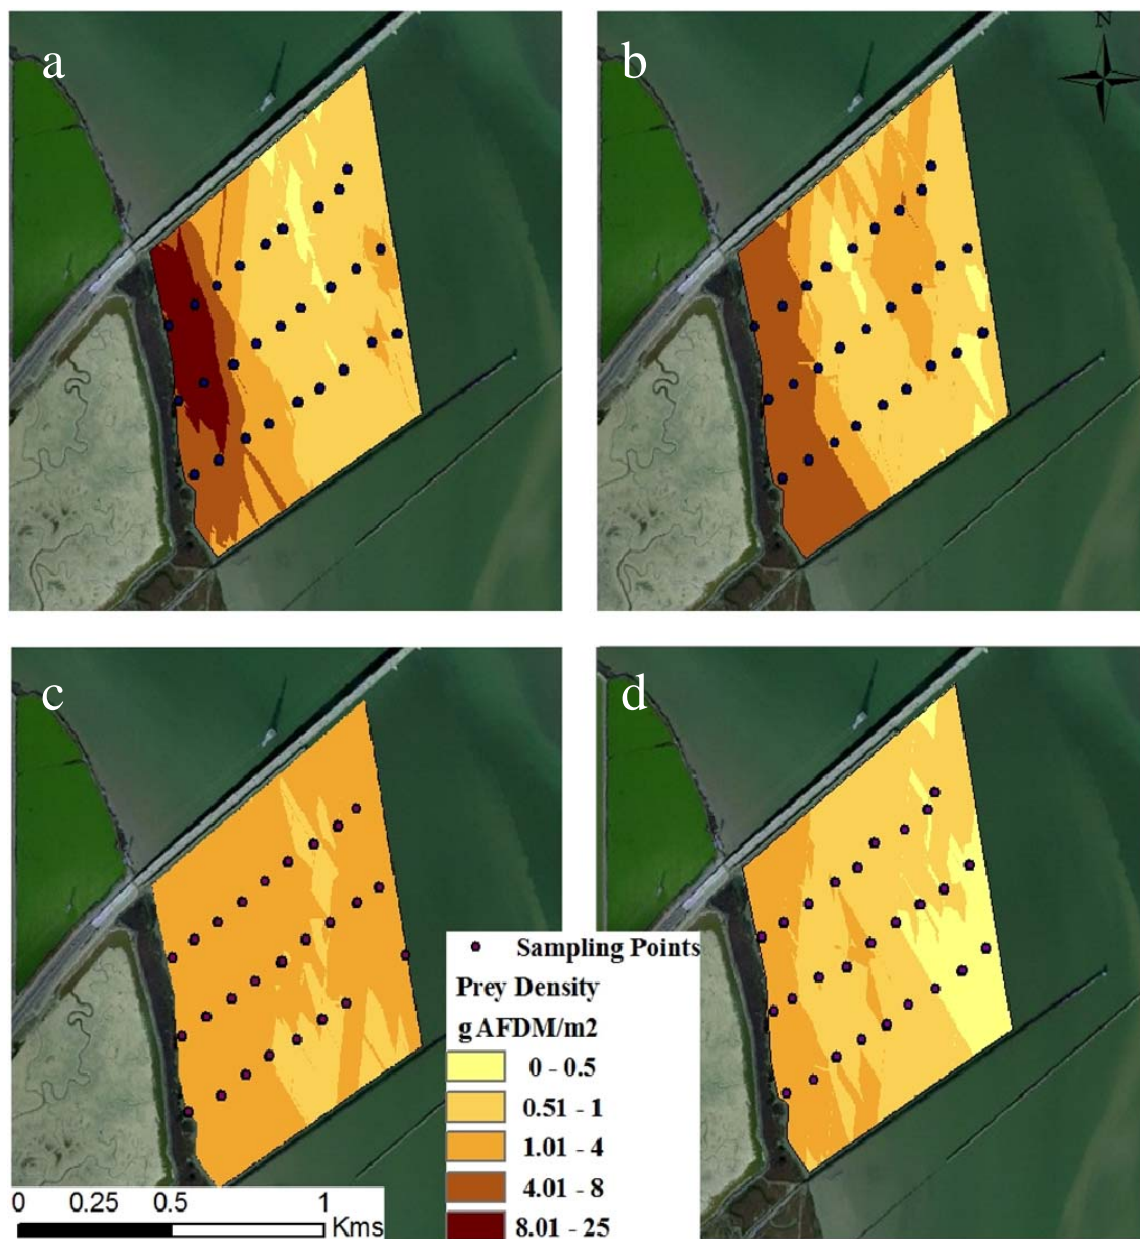 a
b
N
c
d
Sampling Points
Prey Density
g AFDM/m2
0 - 0.5
0.51 - 1
1.01 - 4
4.01 - 8
8.01 - 25
0 0.25 0.5 1
Kms